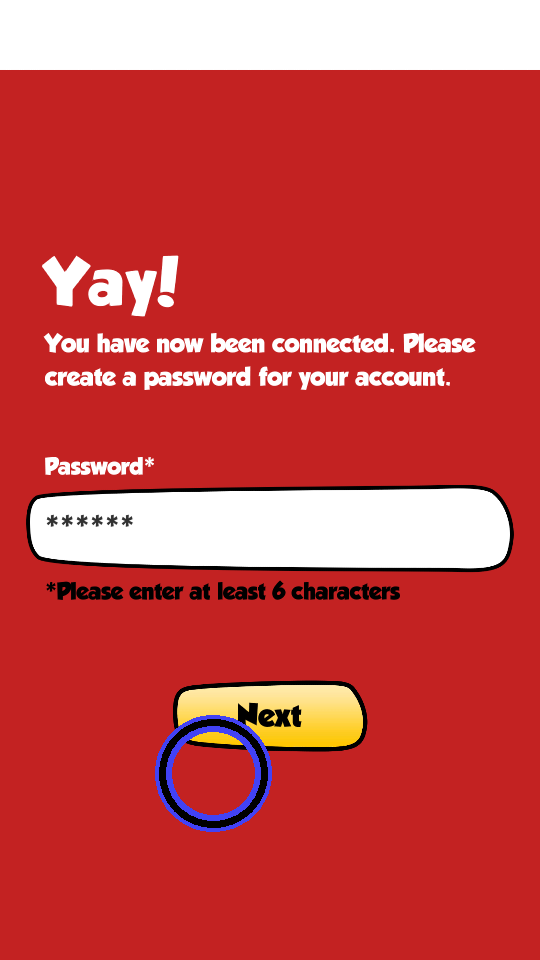 Yay!
You have now been connected. Please
create a password for your account.
Password*
******
*Please enter at least 6 characters
Next